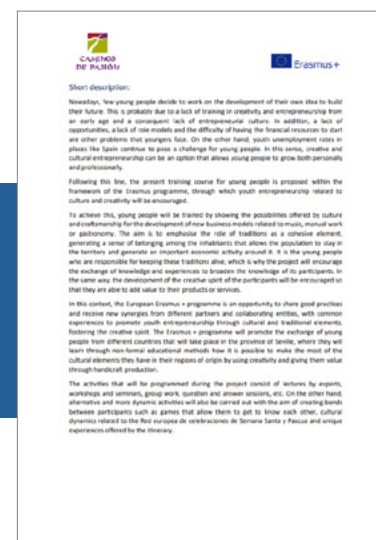 CAMINOS
DE PASIÓN
Erasmus+
Short description:
Nowadays, few young people decide to work on the development of their own idea to build
their future. This is probably due to a lack of training in creativity and entrepreneurship from
an early age and a consequent lack of entrepreneurial culture. In addition, a lack of
opportunities, a lack of role models and the difficulty of having the financial resources to start
are other problems that youngers face. On the other hand, youth unemployment rates in
places like Spain continue to pose a challenge for young people. In this sense, creative and
cultural entrepreneurship can be an option that allows young people to grow both personally
and professionally.
Following this line, the present training course for young people is proposed within the
framework of the Erasmus programme, through which youth entrepreneurship related to
culture and creativity will be encouraged.
To achieve this, young people will be trained by showing the possibilities offered by culture
and craftsmanship for the development of new business models related to music, manual work
or gastronomy. The aim is to emphasise the role of traditions as a cohesive element,
generating a sense of belonging among the inhabitants that allows the population to stay in
the territory and generate an important economic activity around it. It is the young people
who are responsible for keeping these traditions alive, which is why the project will encourage
the exchange of knowledge and experiences to broaden the knowledge of its participants. In
the same way, the development of the creative spirit of the participants will be encouraged so
that they are able to add value to their products or services.
In this context, the European Erasmus + programme is an opportunity to share good practices
and receive new synergies from different partners and collaborating entities, with common
experiences to promote youth entrepreneurship through cultural and traditional elements,
fostering the creative spirit. The Erasmus + programme will promote the exchange of young
people from different countries that will take place in the province of Seville, where they will
learn through non-formal educational methods how it is possible to make the most of the
cultural elements they have in their regions of origin by using creativity and giving them value
through handicraft production.
The activities that will be programmed during the project consist of lectures by experts,
workshops and seminars, group work, question and answer sessions, etc. On the other hand,
alternative and more dynamic activities will also be carried out with the aim of creating bonds
between participants such as games that allow them to get to know each other, cultural
dynamics related to the Red europea de celebraciones de Semana Santa y Pascua and unique
experiences offered by the itinerary.